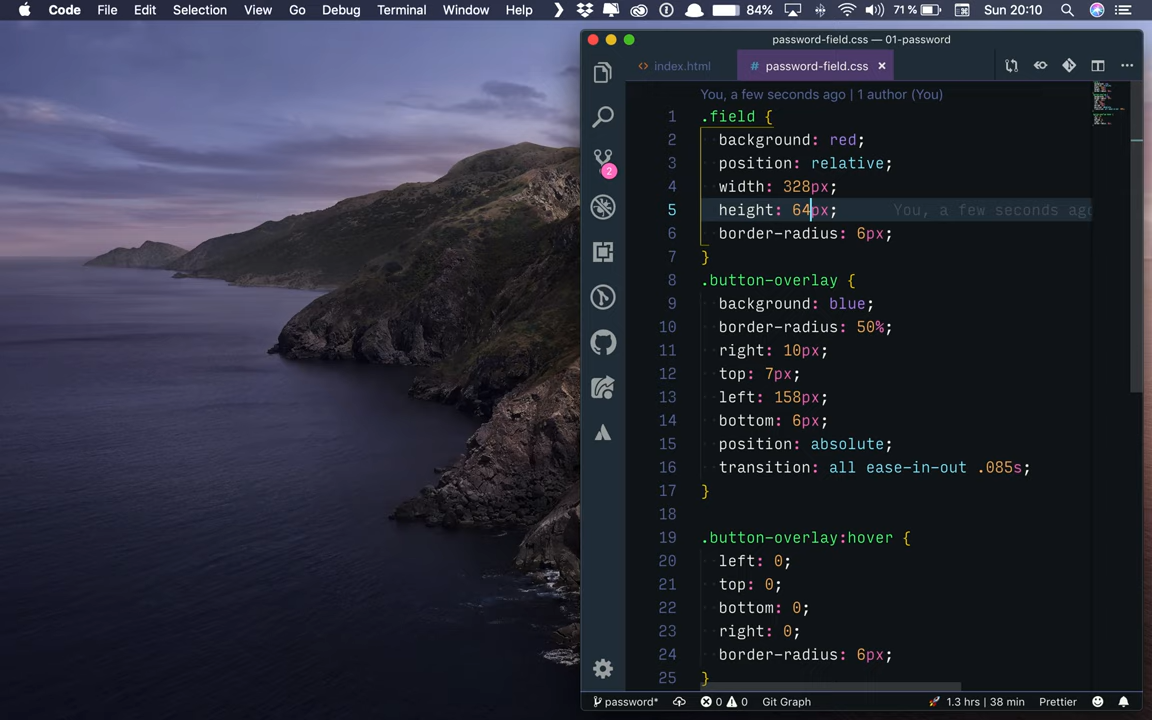 Code File Edit Selection View Go Debug Terminal Window Help 84% 71% Sun 20:10
password-field.css — 01-password
index.html # password-field.css
You, a few seconds ago | 1 author (You)
1 .field {
2 background: red;
3 position: relative;
4 width: 328px;
5 height: 64px; You, a few seconds ago
6 border-radius: 6px;
7 }
8 .button-overlay {
9 background: blue;
10 border-radius: 50%;
11 right: 10px;
12 top: 7px;
13 left: 158px;
14 bottom: 6px;
15 position: absolute;
16 transition: all ease-in-out .085s;
17 }
18
19 .button-overlay:hover {
20 left: 0;
21 top: 0;
22 bottom: 0;
23 right: 0;
24 border-radius: 6px;
25 }
2
password* 0 0 Git Graph 1.3 hrs | 38 min Prettier